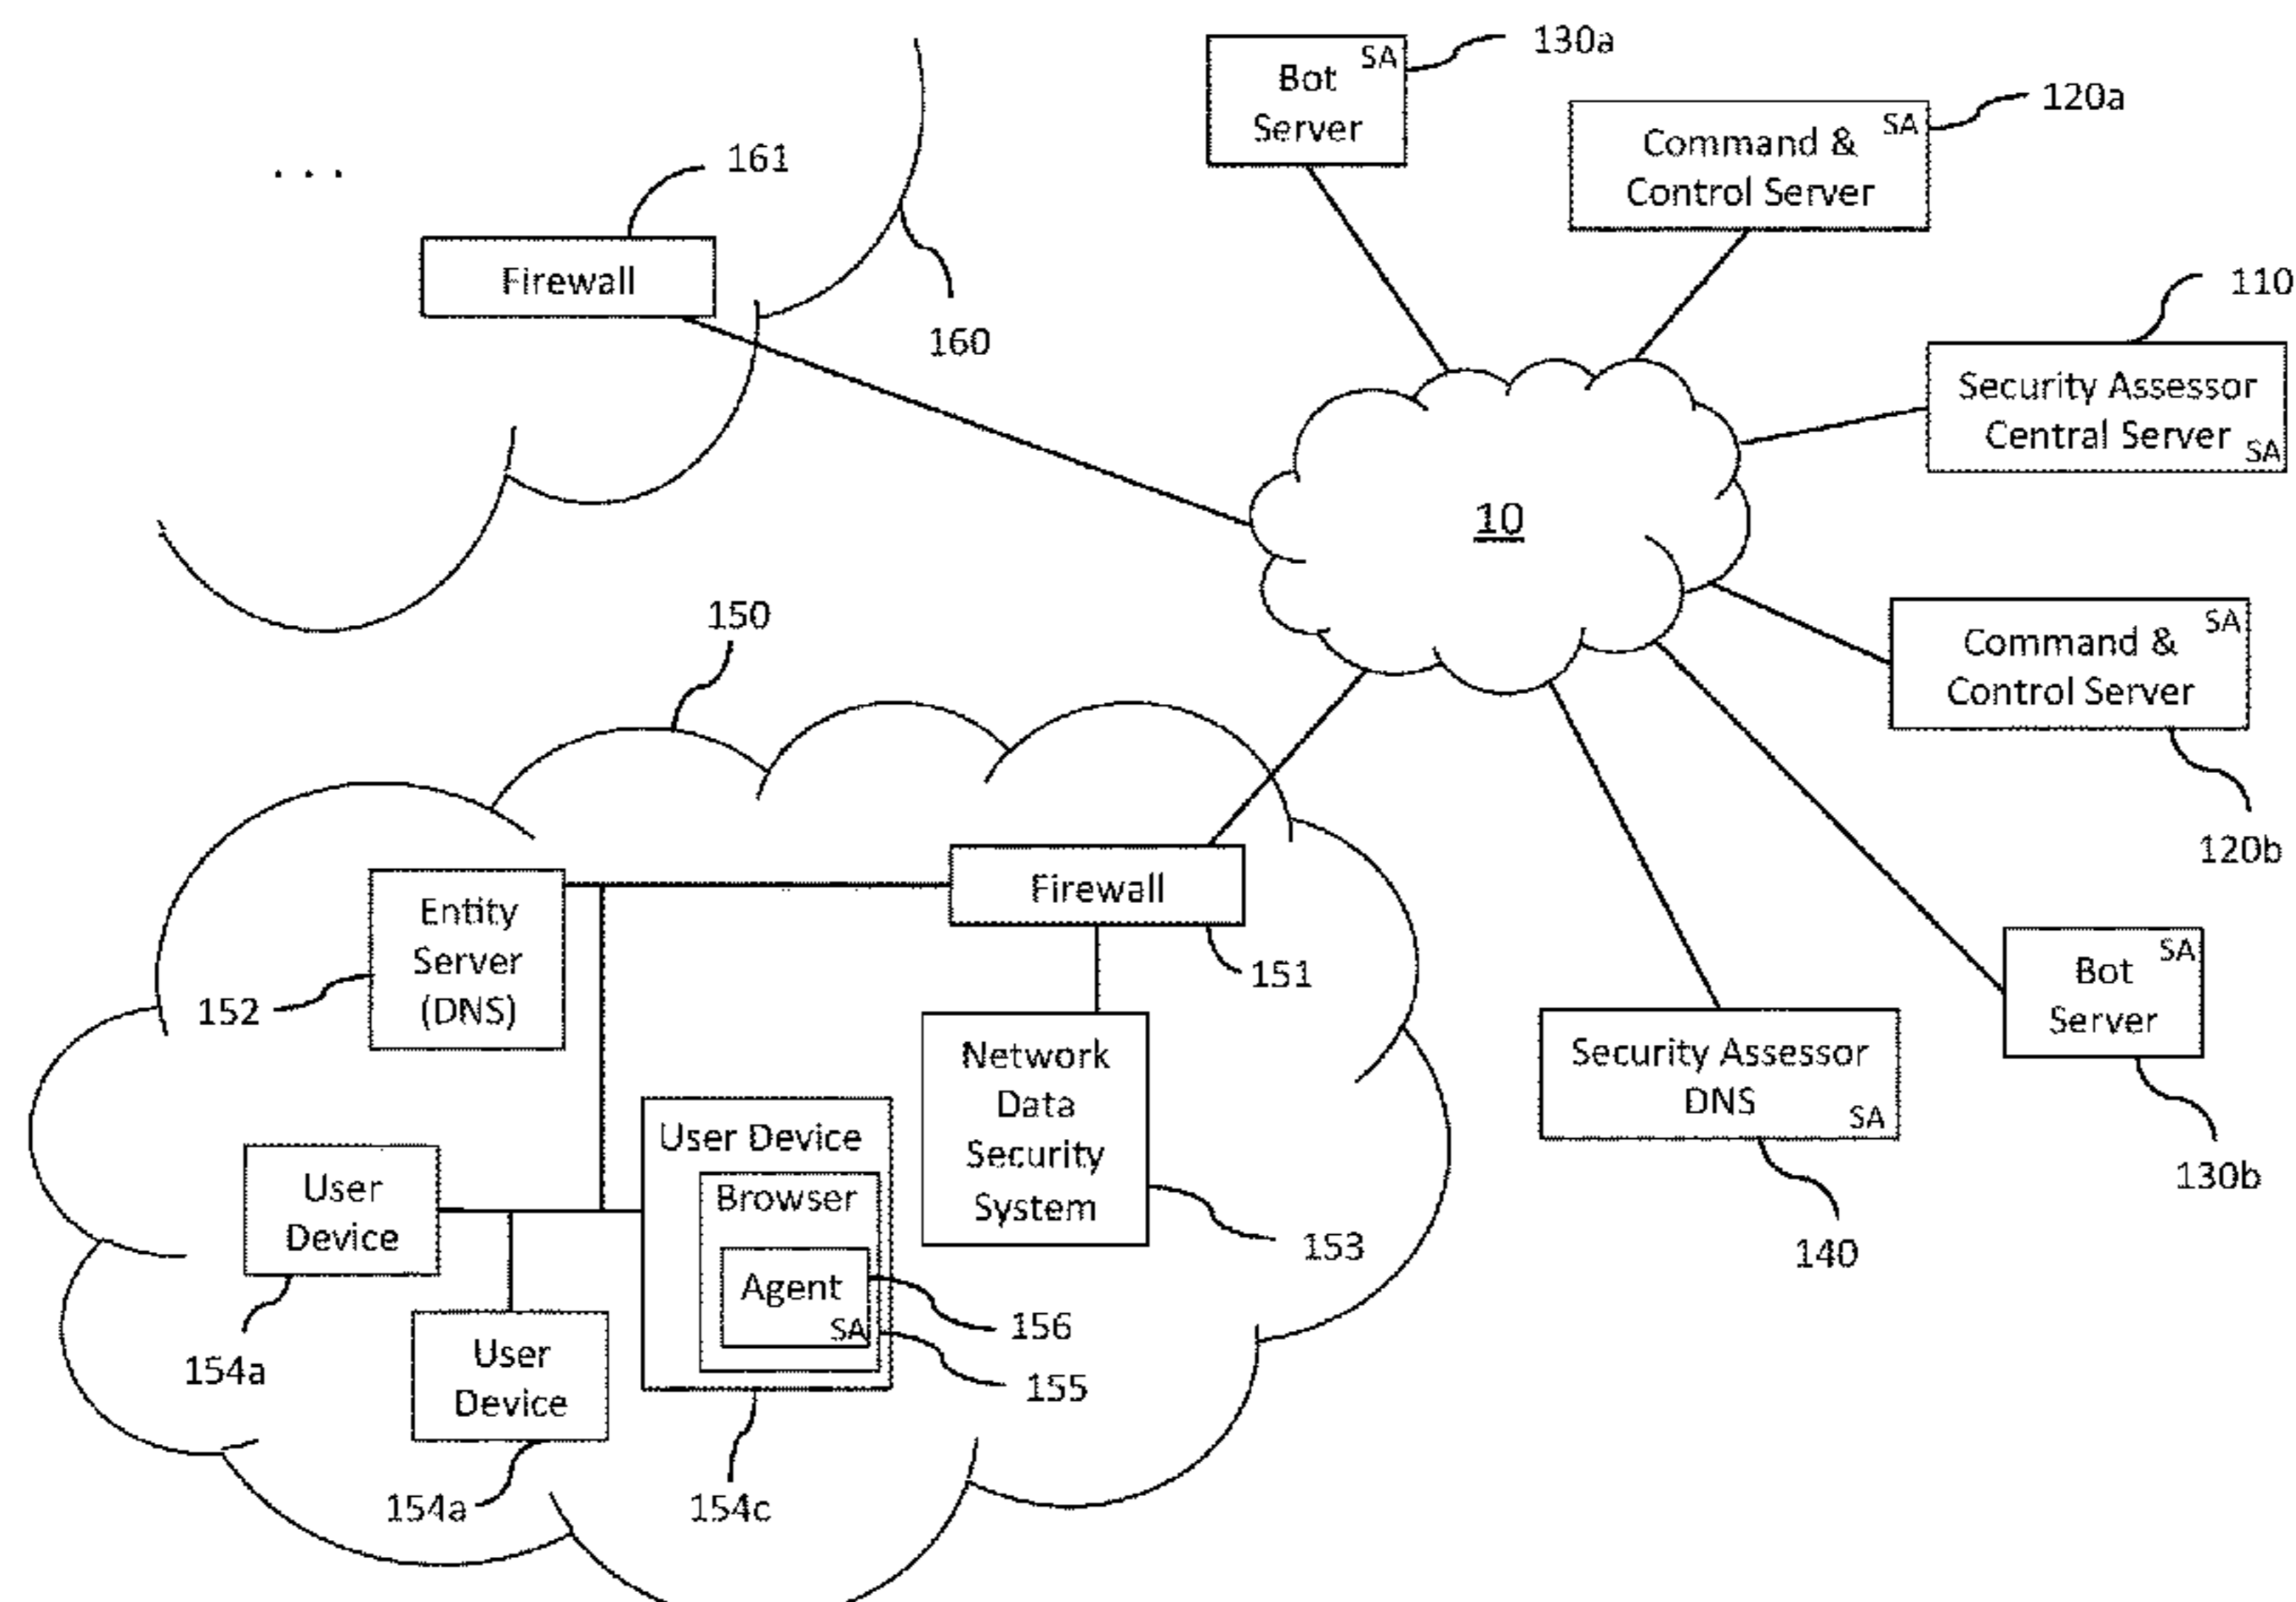 SA
130a
Bot
Server
SA
120a
Command &
Control Server
. . .
161
Firewall
160
110
Security Assessor
Central Server
SA
10
SA
Command &
Control Server
120b
150
Entity
Server
(DNS)
152
Firewall
151
Network
Data
Security
System
153
SA
Bot
Server
130b
Security Assessor
DNS
SA
140
User Device
Browser
Agent
SA
156
155
154c
User
Device
154a
User
Device
154a